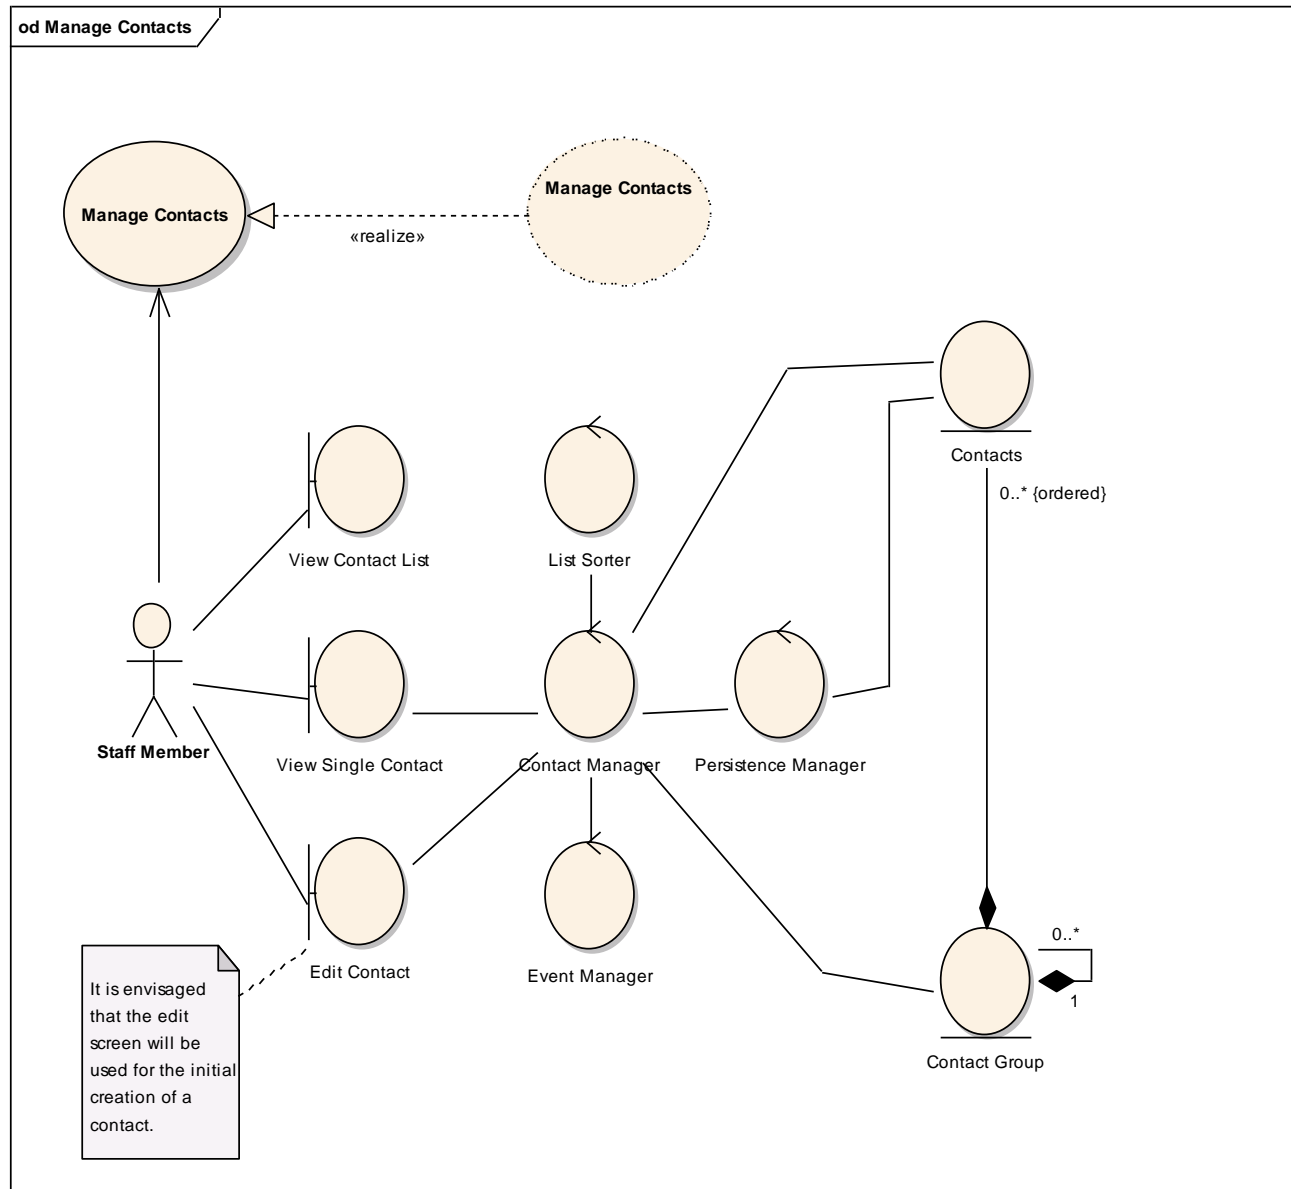 od Manage Contacts
Manage Contacts
Manage Contacts
«realize»
Contacts
0..* {ordered}
View Contact List
List Sorter
Staff Member
View Single Contact
Contact Manager
Persistence Manager
Edit Contact
Event Manager
0..*
1
Contact Group
It is envisaged
that the edit
screen will be
used for the initial
creation of a
contact.